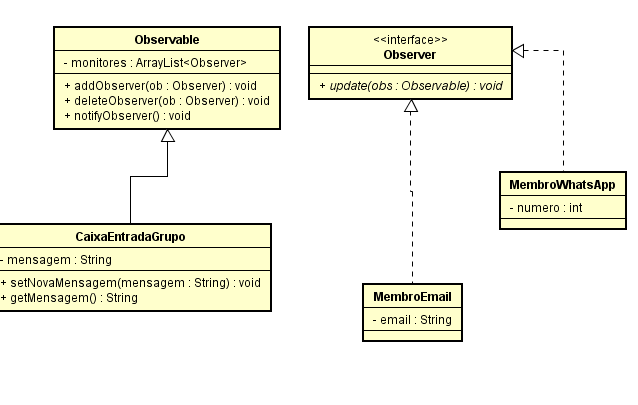 Observable
- monitores : ArrayList<Observer>
+ addObserver(ob : Observer) : void
+ deleteObserver(ob : Observer) : void
+ notifyObserver() : void
<<interface>>
Observer
+ update(obs : Observable) : void
MembroWhatsApp
- numero : int
CaixaEntradaGrupo
- mensagem : String
+ setNovaMensagem(mensagem : String) : void
+ getMensagem() : String
MembroEmail
- email : String